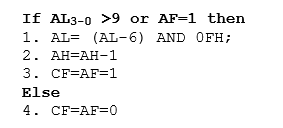 If AL3-0 >9 or AF=1 then
1. AL= (AL-6) AND 0FH;
2. AH=AH-1
3. CF=AF=1
Else
4. CF=AF=0